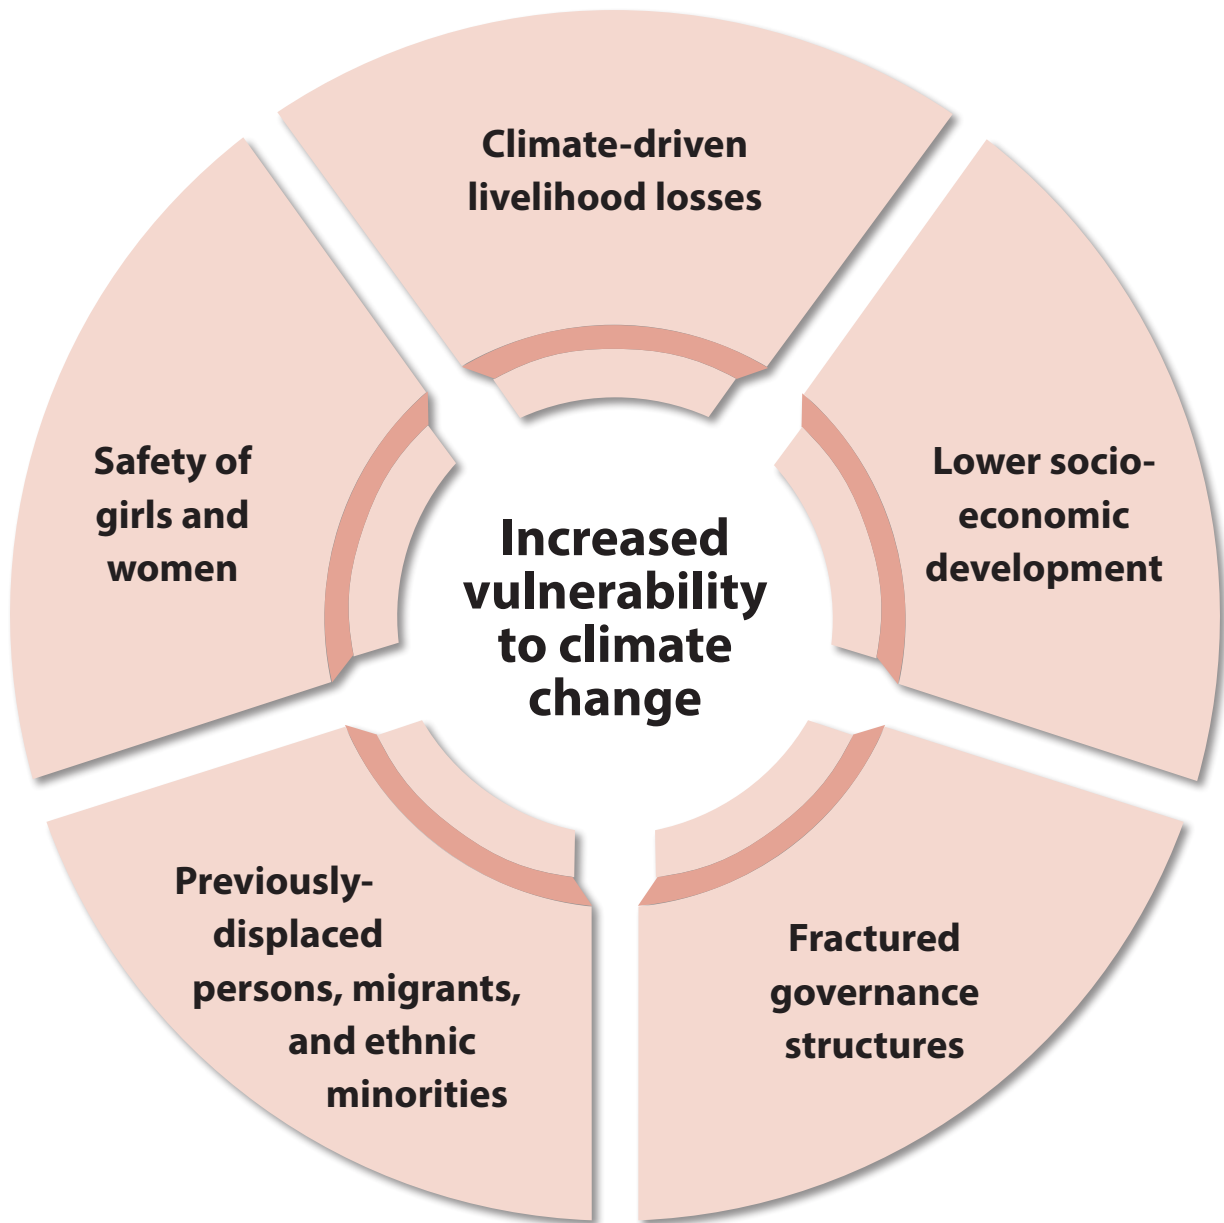 Climate-driven
livelihood losses
Lower socio-
economic
development
Fractured
governance
structures
Previously-
displaced
persons, migrants,
and ethnic
minorities
Safety of
girls and
women
Increased
vulnerability
to climate
change